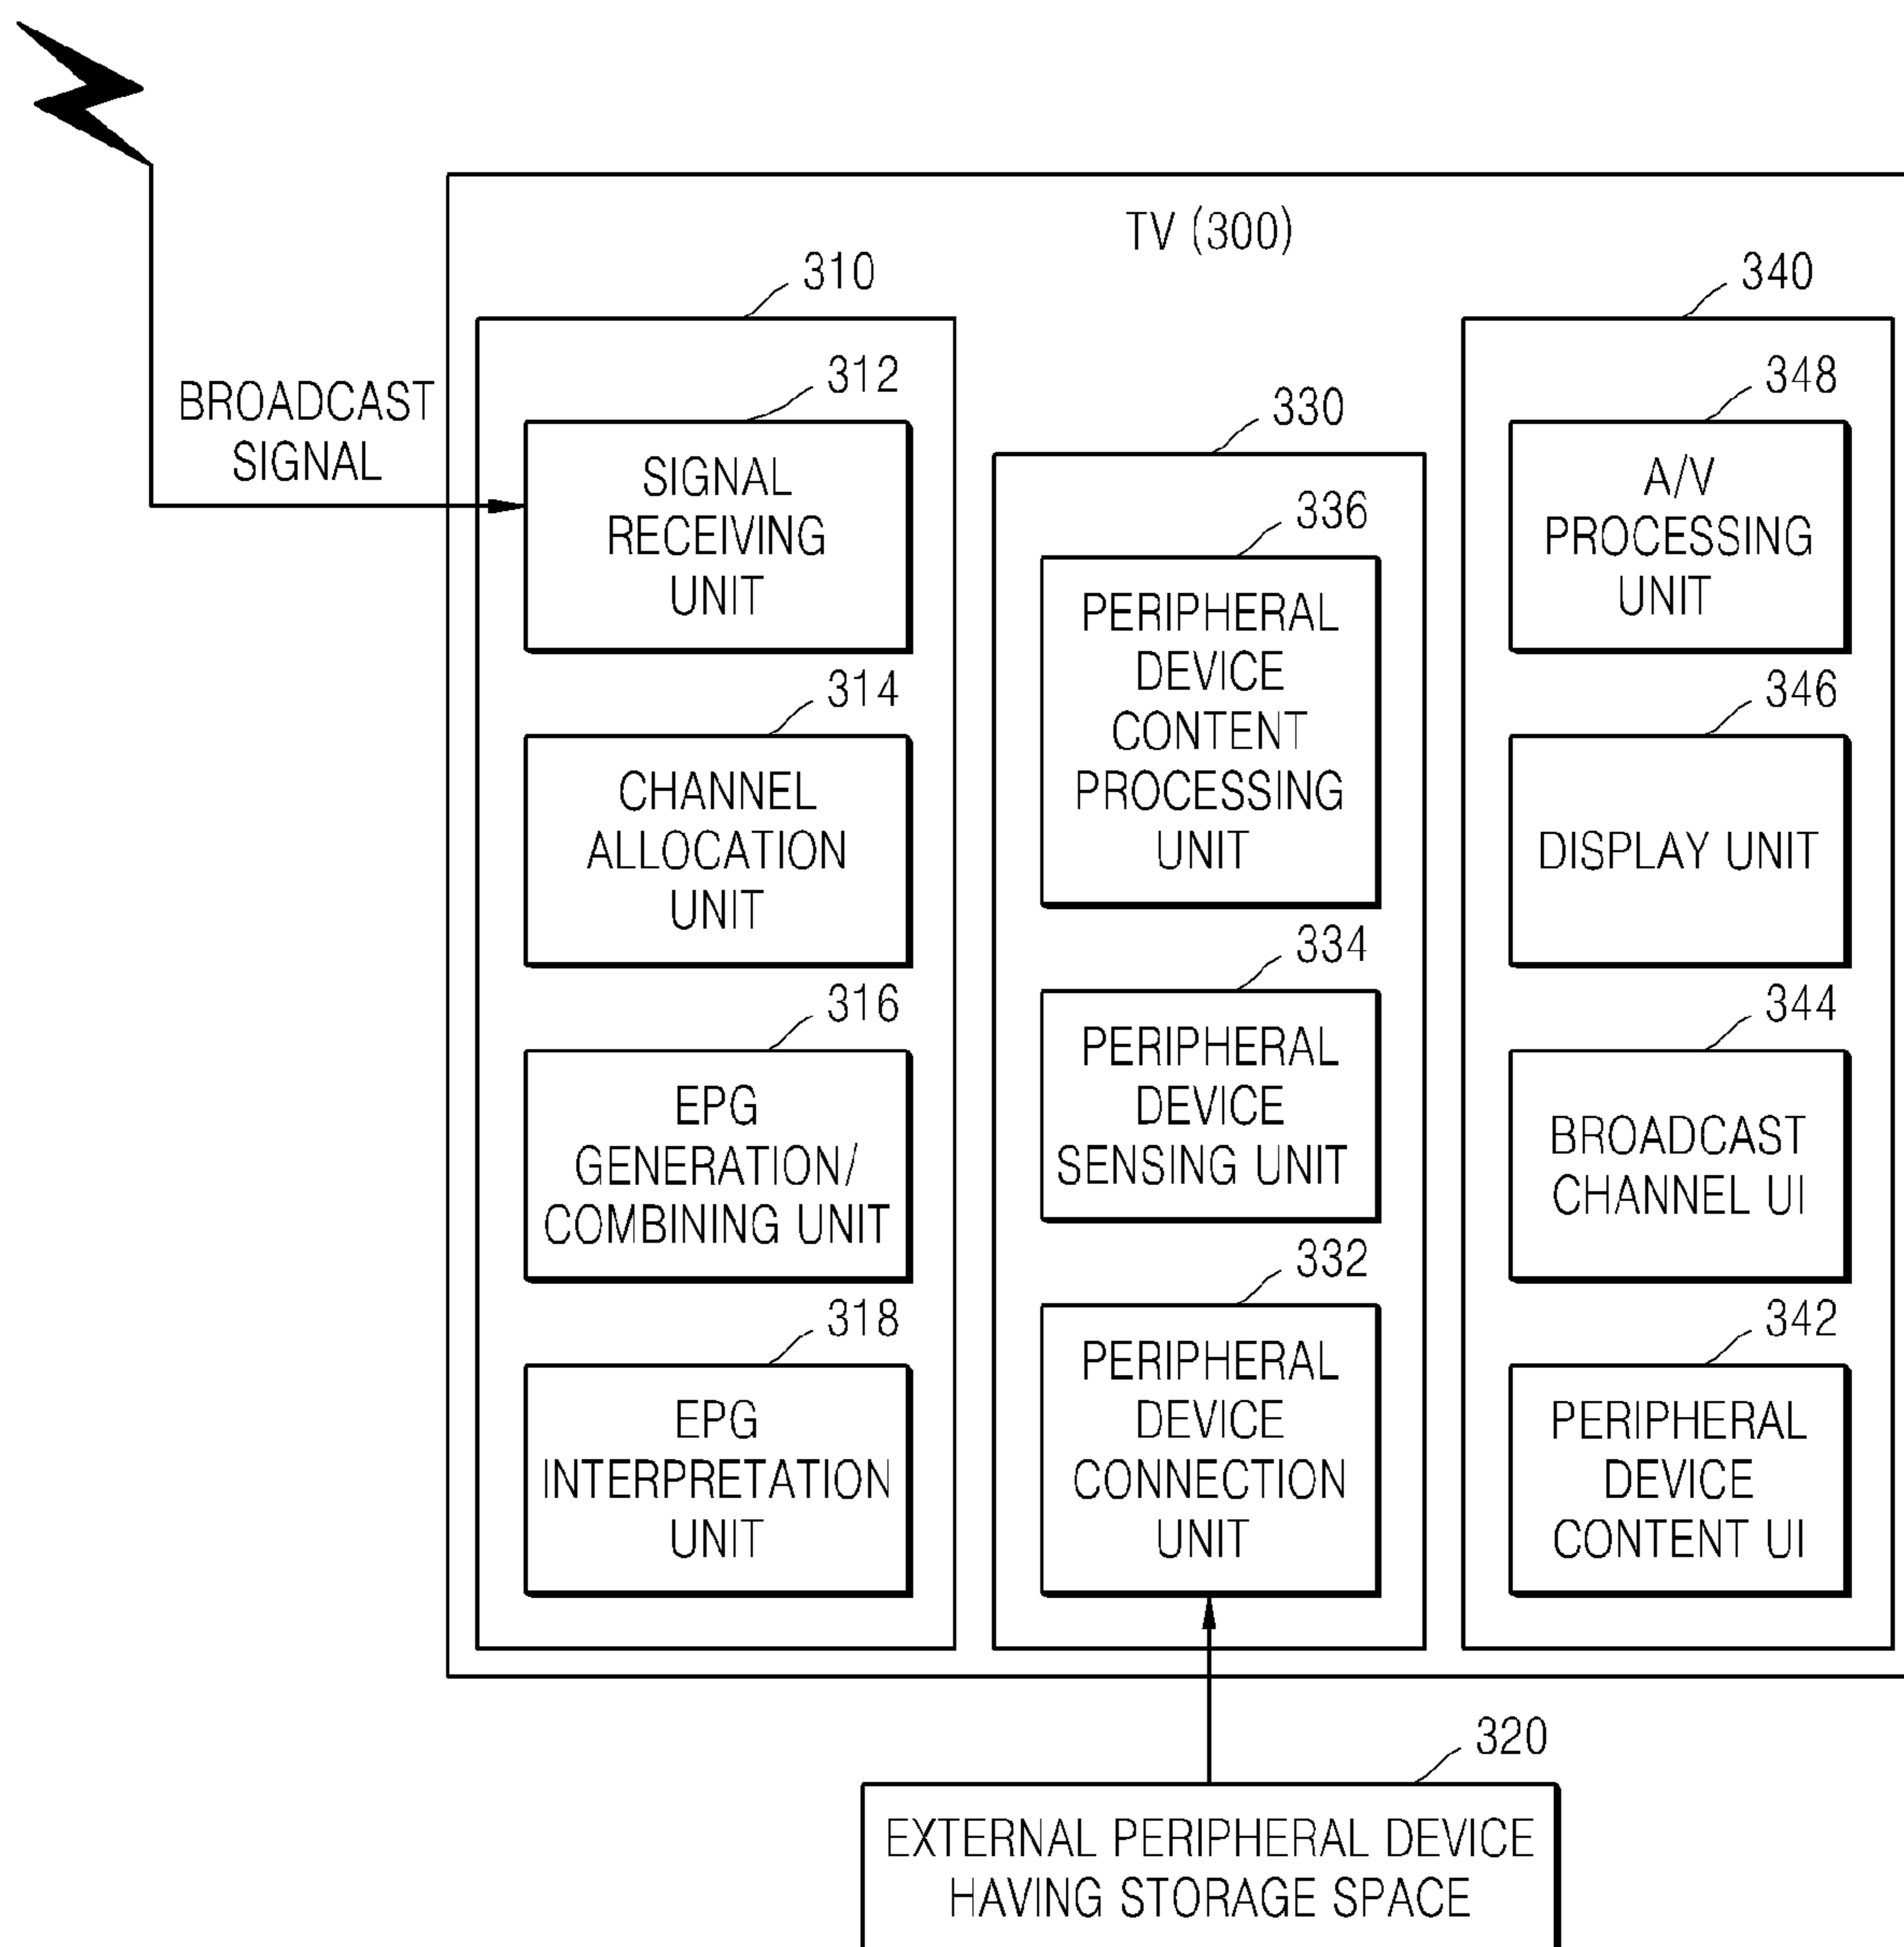 TV (300)
BROADCAST
SIGNAL
310
312
SIGNAL
RECEIVING
UNIT
314
CHANNEL
ALLOCATION
UNIT
316
EPG
GENERATION/
COMBINING UNIT
318
EPG
INTERPRETATION
UNIT
330
336
PERIPHERAL
DEVICE
CONTENT
PROCESSING
UNIT
334
PERIPHERAL
DEVICE
SENSING UNIT
332
PERIPHERAL
DEVICE
CONNECTION
UNIT
340
348
A/V
PROCESSING
UNIT
346
DISPLAY UNIT
344
BROADCAST
CHANNEL UI
342
PERIPHERAL
DEVICE
CONTENT UI
320
EXTERNAL PERIPHERAL DEVICE
HAVING STORAGE SPACE